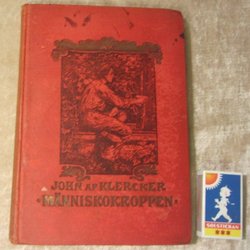 JOHN AF KLERCKER
MÄNNISKOKROPPEN
SOLSTICKAN